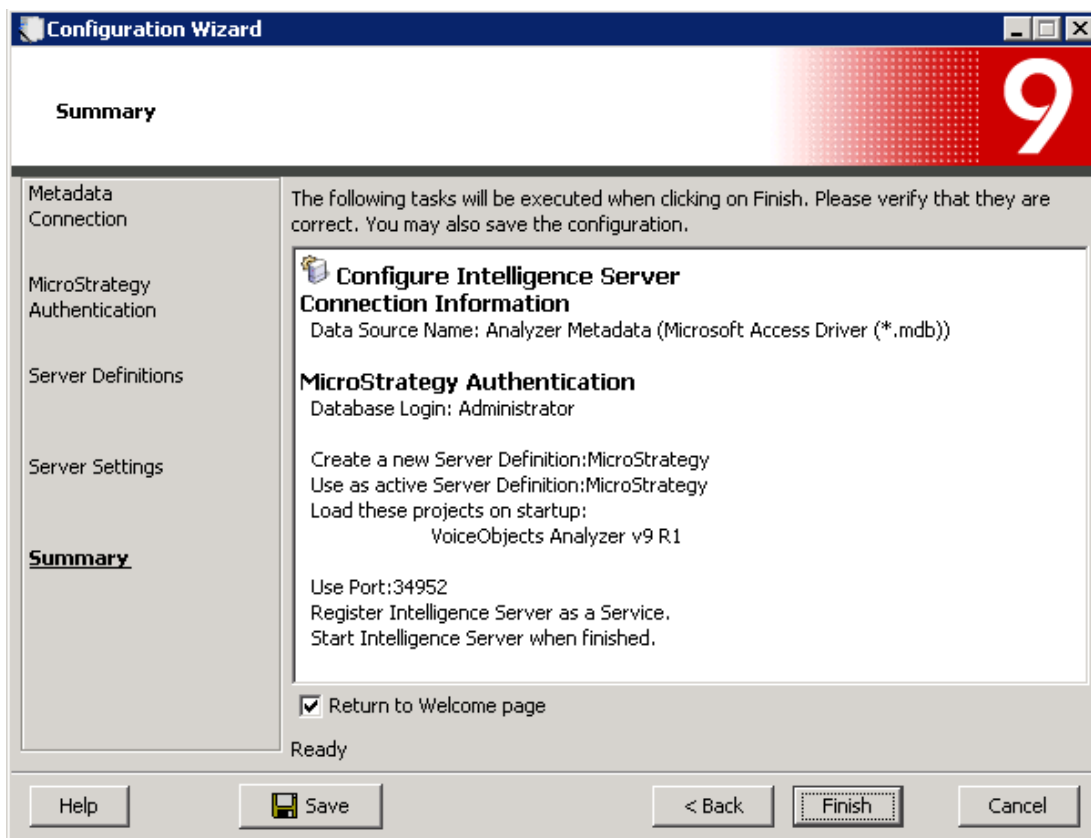 Configuration Wizard
Summary
9
Metadata
Connection
MicroStrategy
Authentication
Server Definitions
Server Settings
Summary
The following tasks will be executed when clicking on Finish. Please verify that they are
correct. You may also save the configuration.
Configure Intelligence Server
Connection Information
Data Source Name: Analyzer Metadata (Microsoft Access Driver (*.mdb))
MicroStrategy Authentication
Database Login: Administrator
Create a new Server Definition:MicroStrategy
Use as active Server Definition:MicroStrategy
Load these projects on startup:
VoiceObjects Analyzer v9 R1
Use Port:34952
Register Intelligence Server as a Service.
Start Intelligence Server when finished.
Return to Welcome page
Ready
Help
Save
< Back
Finish
Cancel